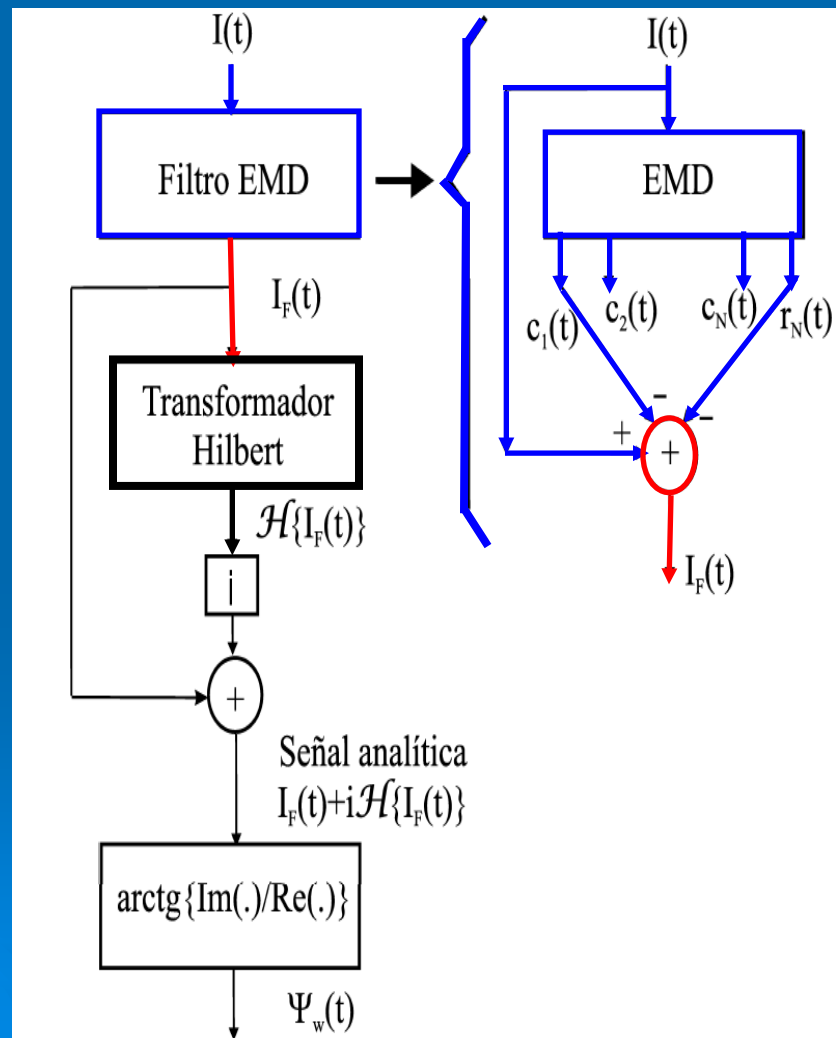 I(t)
Filtro EMD
I_F(t)
Transformador
Hilbert
ℋ{I_F(t)}
i
+
Señal analítica
I_F(t)+iℋ{I_F(t)}
arctg{Im(.)/Re(.)}
Ψ_w(t)
I(t)
EMD
c_1(t)
c_2(t)
c_N(t)
r_N(t)
−
−
+
+
I_F(t)